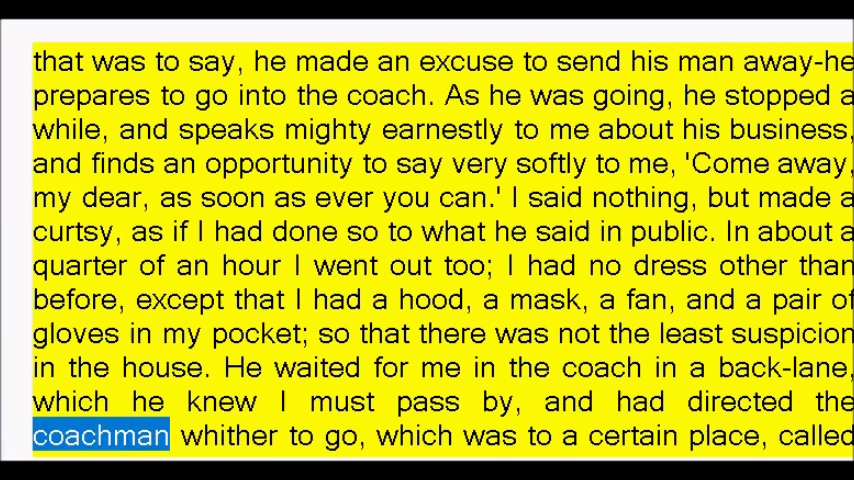 that was to say, he made an excuse to send his man away-he
prepares to go into the coach. As he was going, he stopped a
while, and speaks mighty earnestly to me about his business,
and finds an opportunity to say very softly to me, 'Come away,
my dear, as soon as ever you can.' I said nothing, but made a
curtsy, as if I had done so to what he said in public. In about a
quarter of an hour I went out too; I had no dress other than
before, except that I had a hood, a mask, a fan, and a pair of
gloves in my pocket; so that there was not the least suspicion
in the house. He waited for me in the coach in a back-lane,
which he knew I must pass by, and had directed the
coachman whither to go, which was to a certain place, called